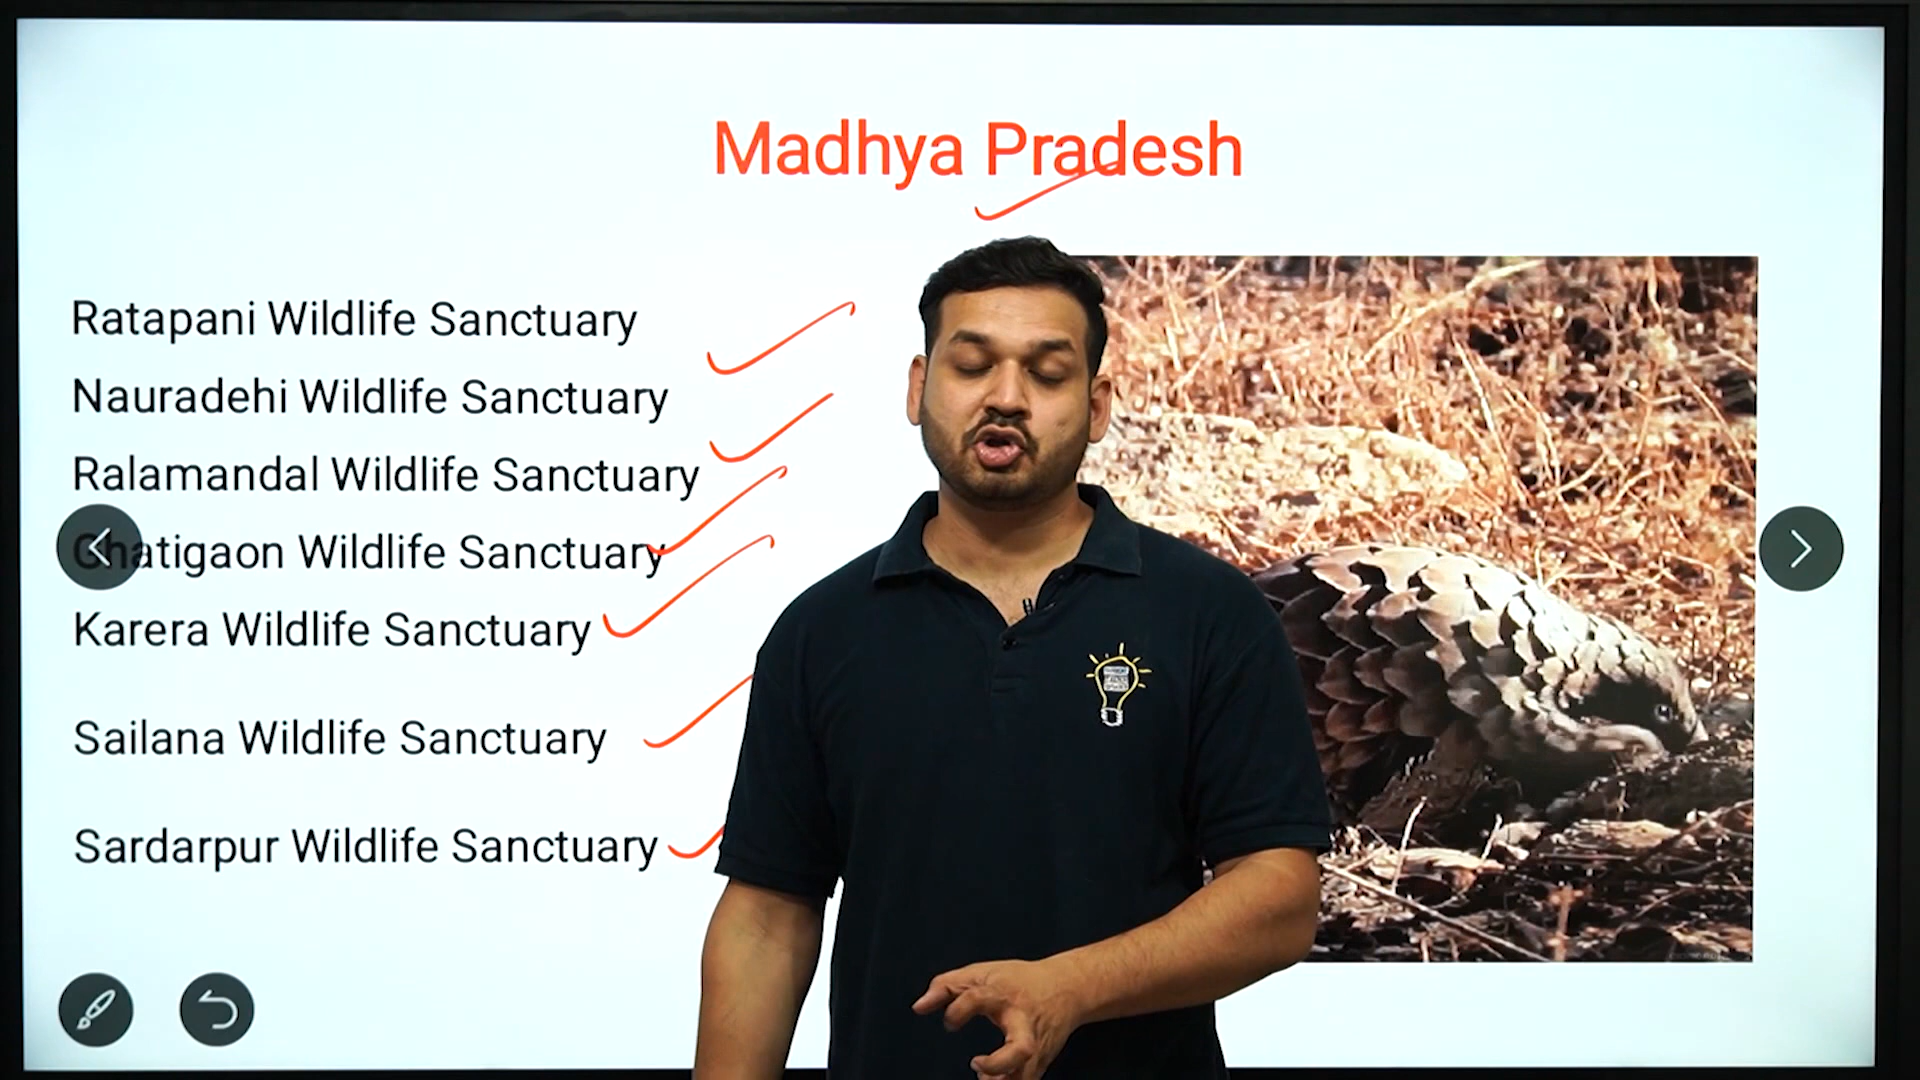 Madhya Pradesh
Ratapani Wildlife Sanctuary
Nauradehi Wildlife Sanctuary
Ralamandal Wildlife Sanctuary
Ghatigaon Wildlife Sanctuary
Karera Wildlife Sanctuary
Sailana Wildlife Sanctuary
Sardarpur Wildlife Sanctuary